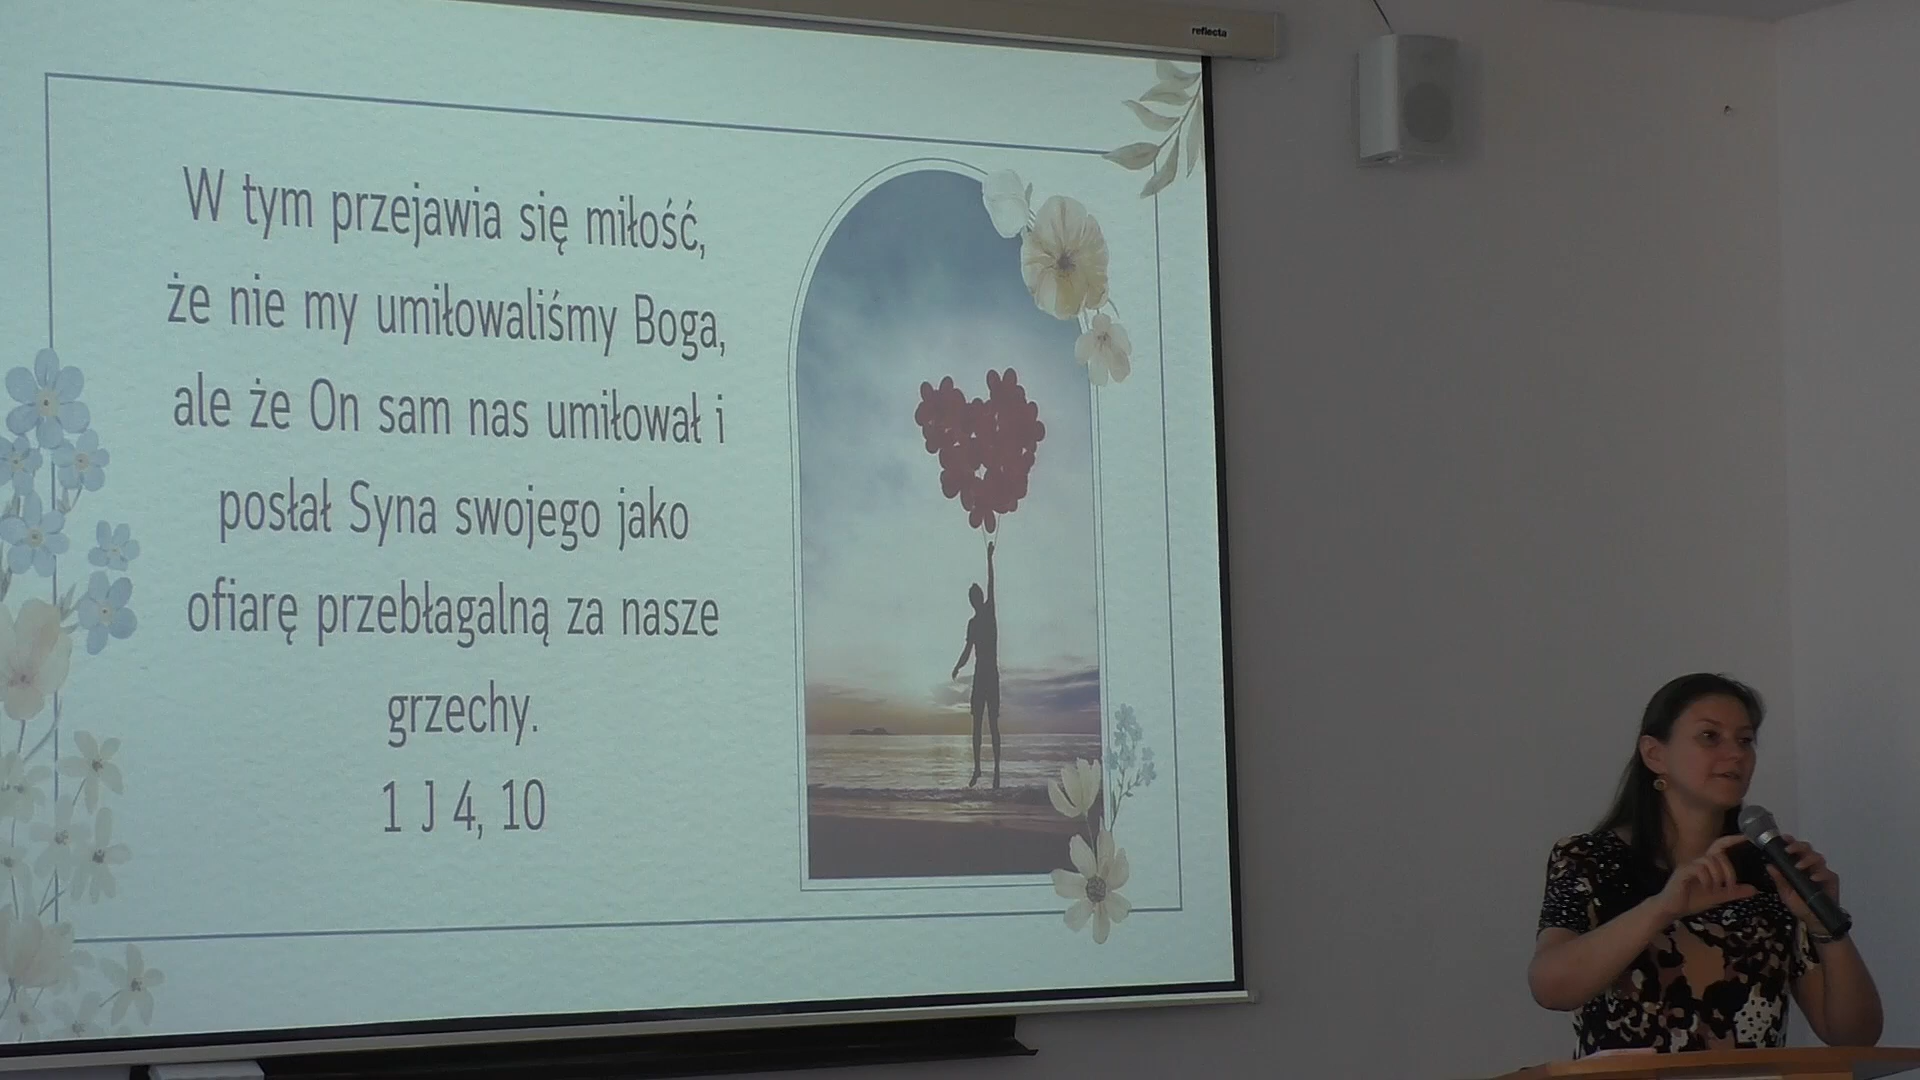 reflecta
W tym przejawia się miłość,
że nie my umiłowaliśmy Boga,
ale że On sam nas umiłował i
posłał Syna swojego jako
ofiarę przebłagalną za nasze
grzechy.
1 J 4, 10